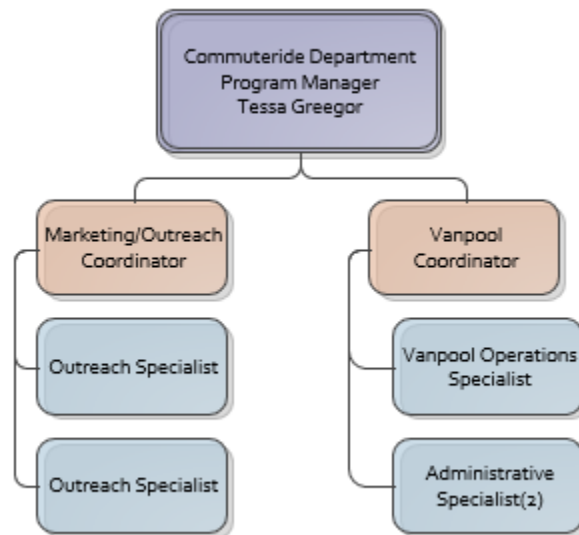 Commuteride Department
Program Manager
Tessa Greegor
Marketing/Outreach
Coordinator
Outreach Specialist
Outreach Specialist
Vanpool
Coordinator
Vanpool Operations
Specialist
Administrative
Specialist(2)